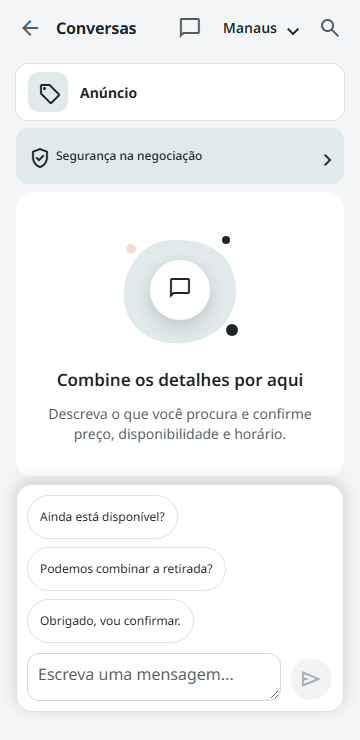 Conversas
Manaus
Anúncio
Segurança na negociação
Combine os detalhes por aqui
Descreva o que você procura e confirme
preço, disponibilidade e horário.
Ainda está disponível?
Podemos combinar a retirada?
Obrigado, vou confirmar.
Escreva uma mensagem...